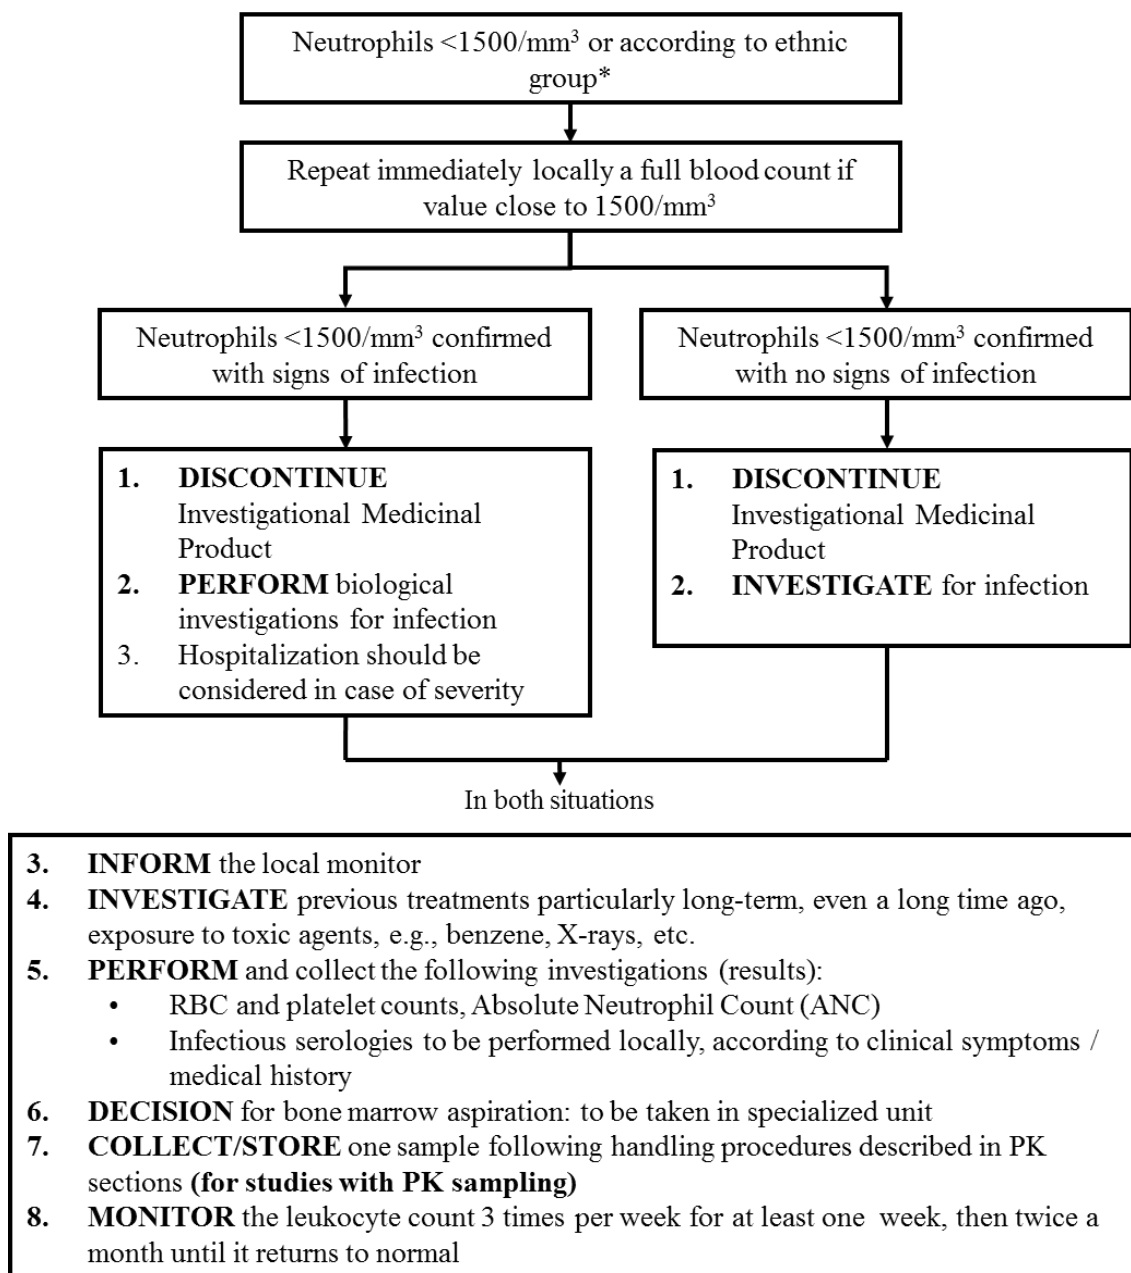 Neutrophils <1500/mm³ or according to ethnic
group*
Repeat immediately locally a full blood count if
value close to 1500/mm³
Neutrophils <1500/mm³ confirmed
with signs of infection
Neutrophils <1500/mm³ confirmed
with no signs of infection
1. DISCONTINUE
Investigational Medicinal
Product
2. PERFORM biological
investigations for infection
3. Hospitalization should be
considered in case of severity
1. DISCONTINUE
Investigational Medicinal
Product
2. INVESTIGATE for infection
In both situations
3. INFORM the local monitor
4. INVESTIGATE previous treatments particularly long-term, even a long time ago,
exposure to toxic agents, e.g., benzene, X-rays, etc.
5. PERFORM and collect the following investigations (results):
• RBC and platelet counts, Absolute Neutrophil Count (ANC)
• Infectious serologies to be performed locally, according to clinical symptoms /
medical history
6. DECISION for bone marrow aspiration: to be taken in specialized unit
7. COLLECT/STORE one sample following handling procedures described in PK
sections (for studies with PK sampling)
8. MONITOR the leukocyte count 3 times per week for at least one week, then twice a
month until it returns to normal